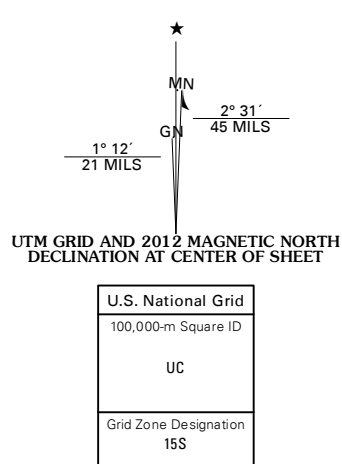 ★
MN
GN
2° 31´
45 MILS
1° 12´
21 MILS
UTM GRID AND 2012 MAGNETIC NORTH
DECLINATION AT CENTER OF SHEET
U.S. National Grid
100,000-m Square ID
UC
Grid Zone Designation
15S